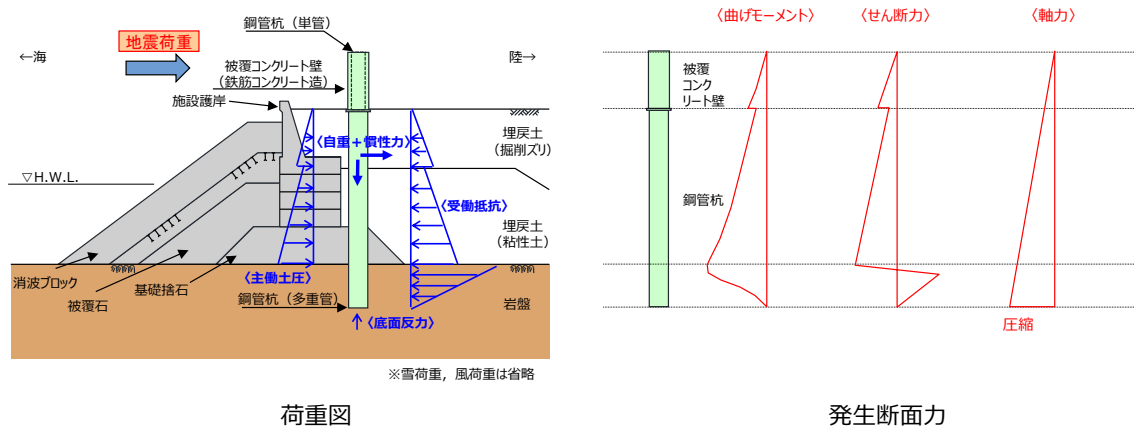 鋼管杭（単管）
地震荷重
←海
陸→
被覆コンクリート壁
（鉄筋コンクリート造）
施設護岸
〈自重＋慣性力〉
埋戻土
（掘削ズリ）
▽H.W.L.
〈受働抵抗〉
埋戻土
（粘性土）
〈主働土圧〉
消波ブロック
被覆石
基礎捨石
鋼管杭（多重管）
岩盤
〈底面反力〉
※雪荷重，風荷重は省略
荷重図
〈曲げモーメント〉
〈せん断力〉
〈軸力〉
被覆
コンク
リート壁
鋼管杭
圧縮
発生断面力